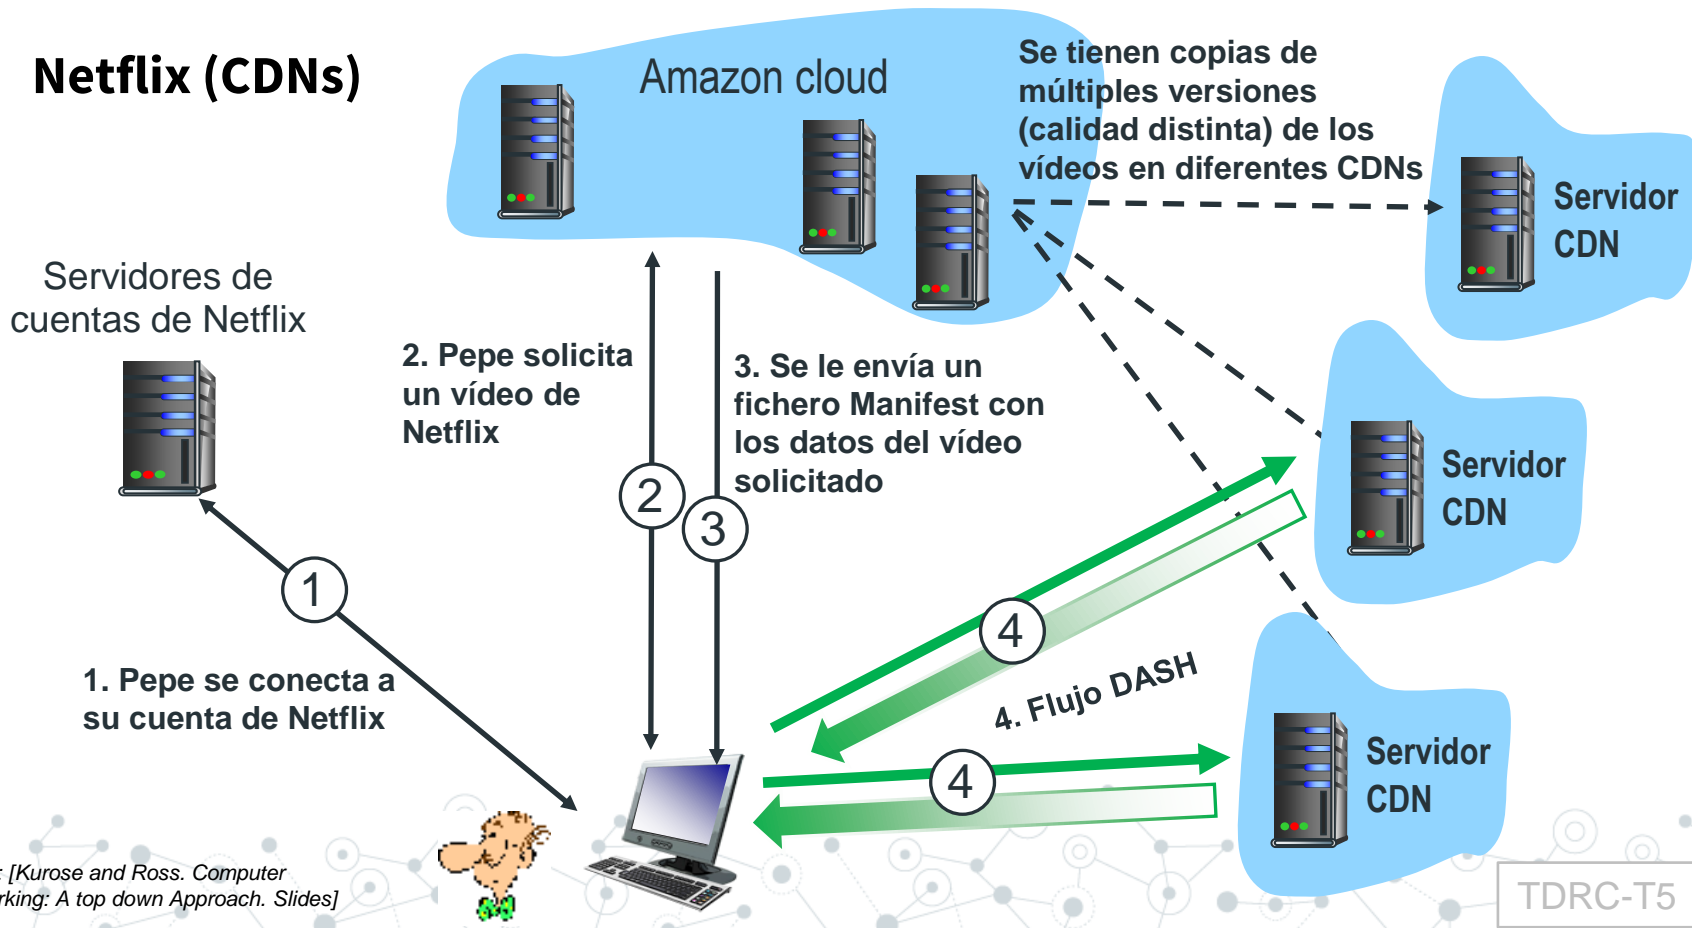 Netflix (CDNs)
Amazon cloud
Se tienen copias de
múltiples versiones
(calidad distinta) de los
vídeos en diferentes CDNs
Servidor
CDN
Servidores de
cuentas de Netflix
2. Pepe solicita
un vídeo de
Netflix
3. Se le envía un
fichero Manifest con
los datos del vídeo
solicitado
Servidor
CDN
2
3
1
4
4. Flujo DASH
1. Pepe se conecta a
su cuenta de Netflix
4
Servidor
CDN
: [Kurose and Ross. Computer
rking: A top down Approach. Slides]
TDRC-T5